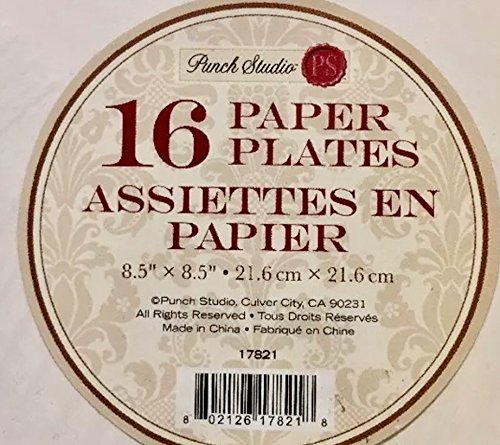 Punch Studio PS
16 PAPER PLATES
ASSIETTES EN
PAPIER
8.5" × 8.5" • 21.6 cm × 21.6 cm
©Punch Studio, Culver City, CA 90231
All Rights Reserved • Tous Droits Réservés
Made in China • Fabriqué en Chine
17821
8 02126 17821 8